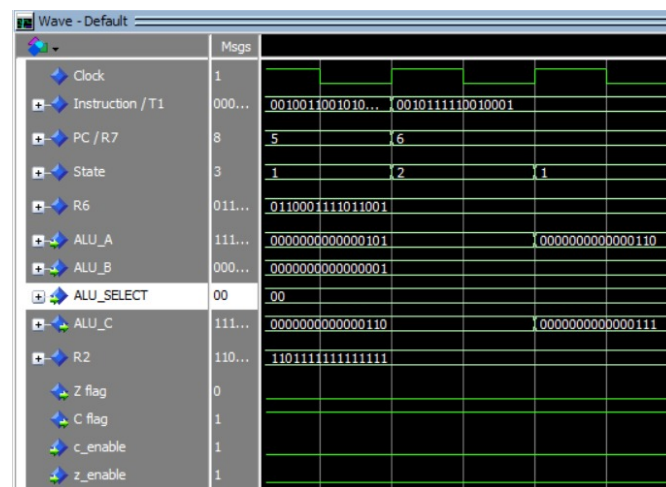 Wave - Default
Msgs
Clock 1
Instruction / T1 000... 0010011001010... 0010111110010001
PC / R7 8 5 6
State 3 1 2 1
R6 011... 0110001111011001
ALU_A 111... 0000000000000101 0000000000000110
ALU_B 000... 0000000000000001
ALU_SELECT 00 00
ALU_C 111... 0000000000000110 0000000000000111
R2 110... 1101111111111111
Z flag 0
C flag 1
c_enable 1
z_enable 1